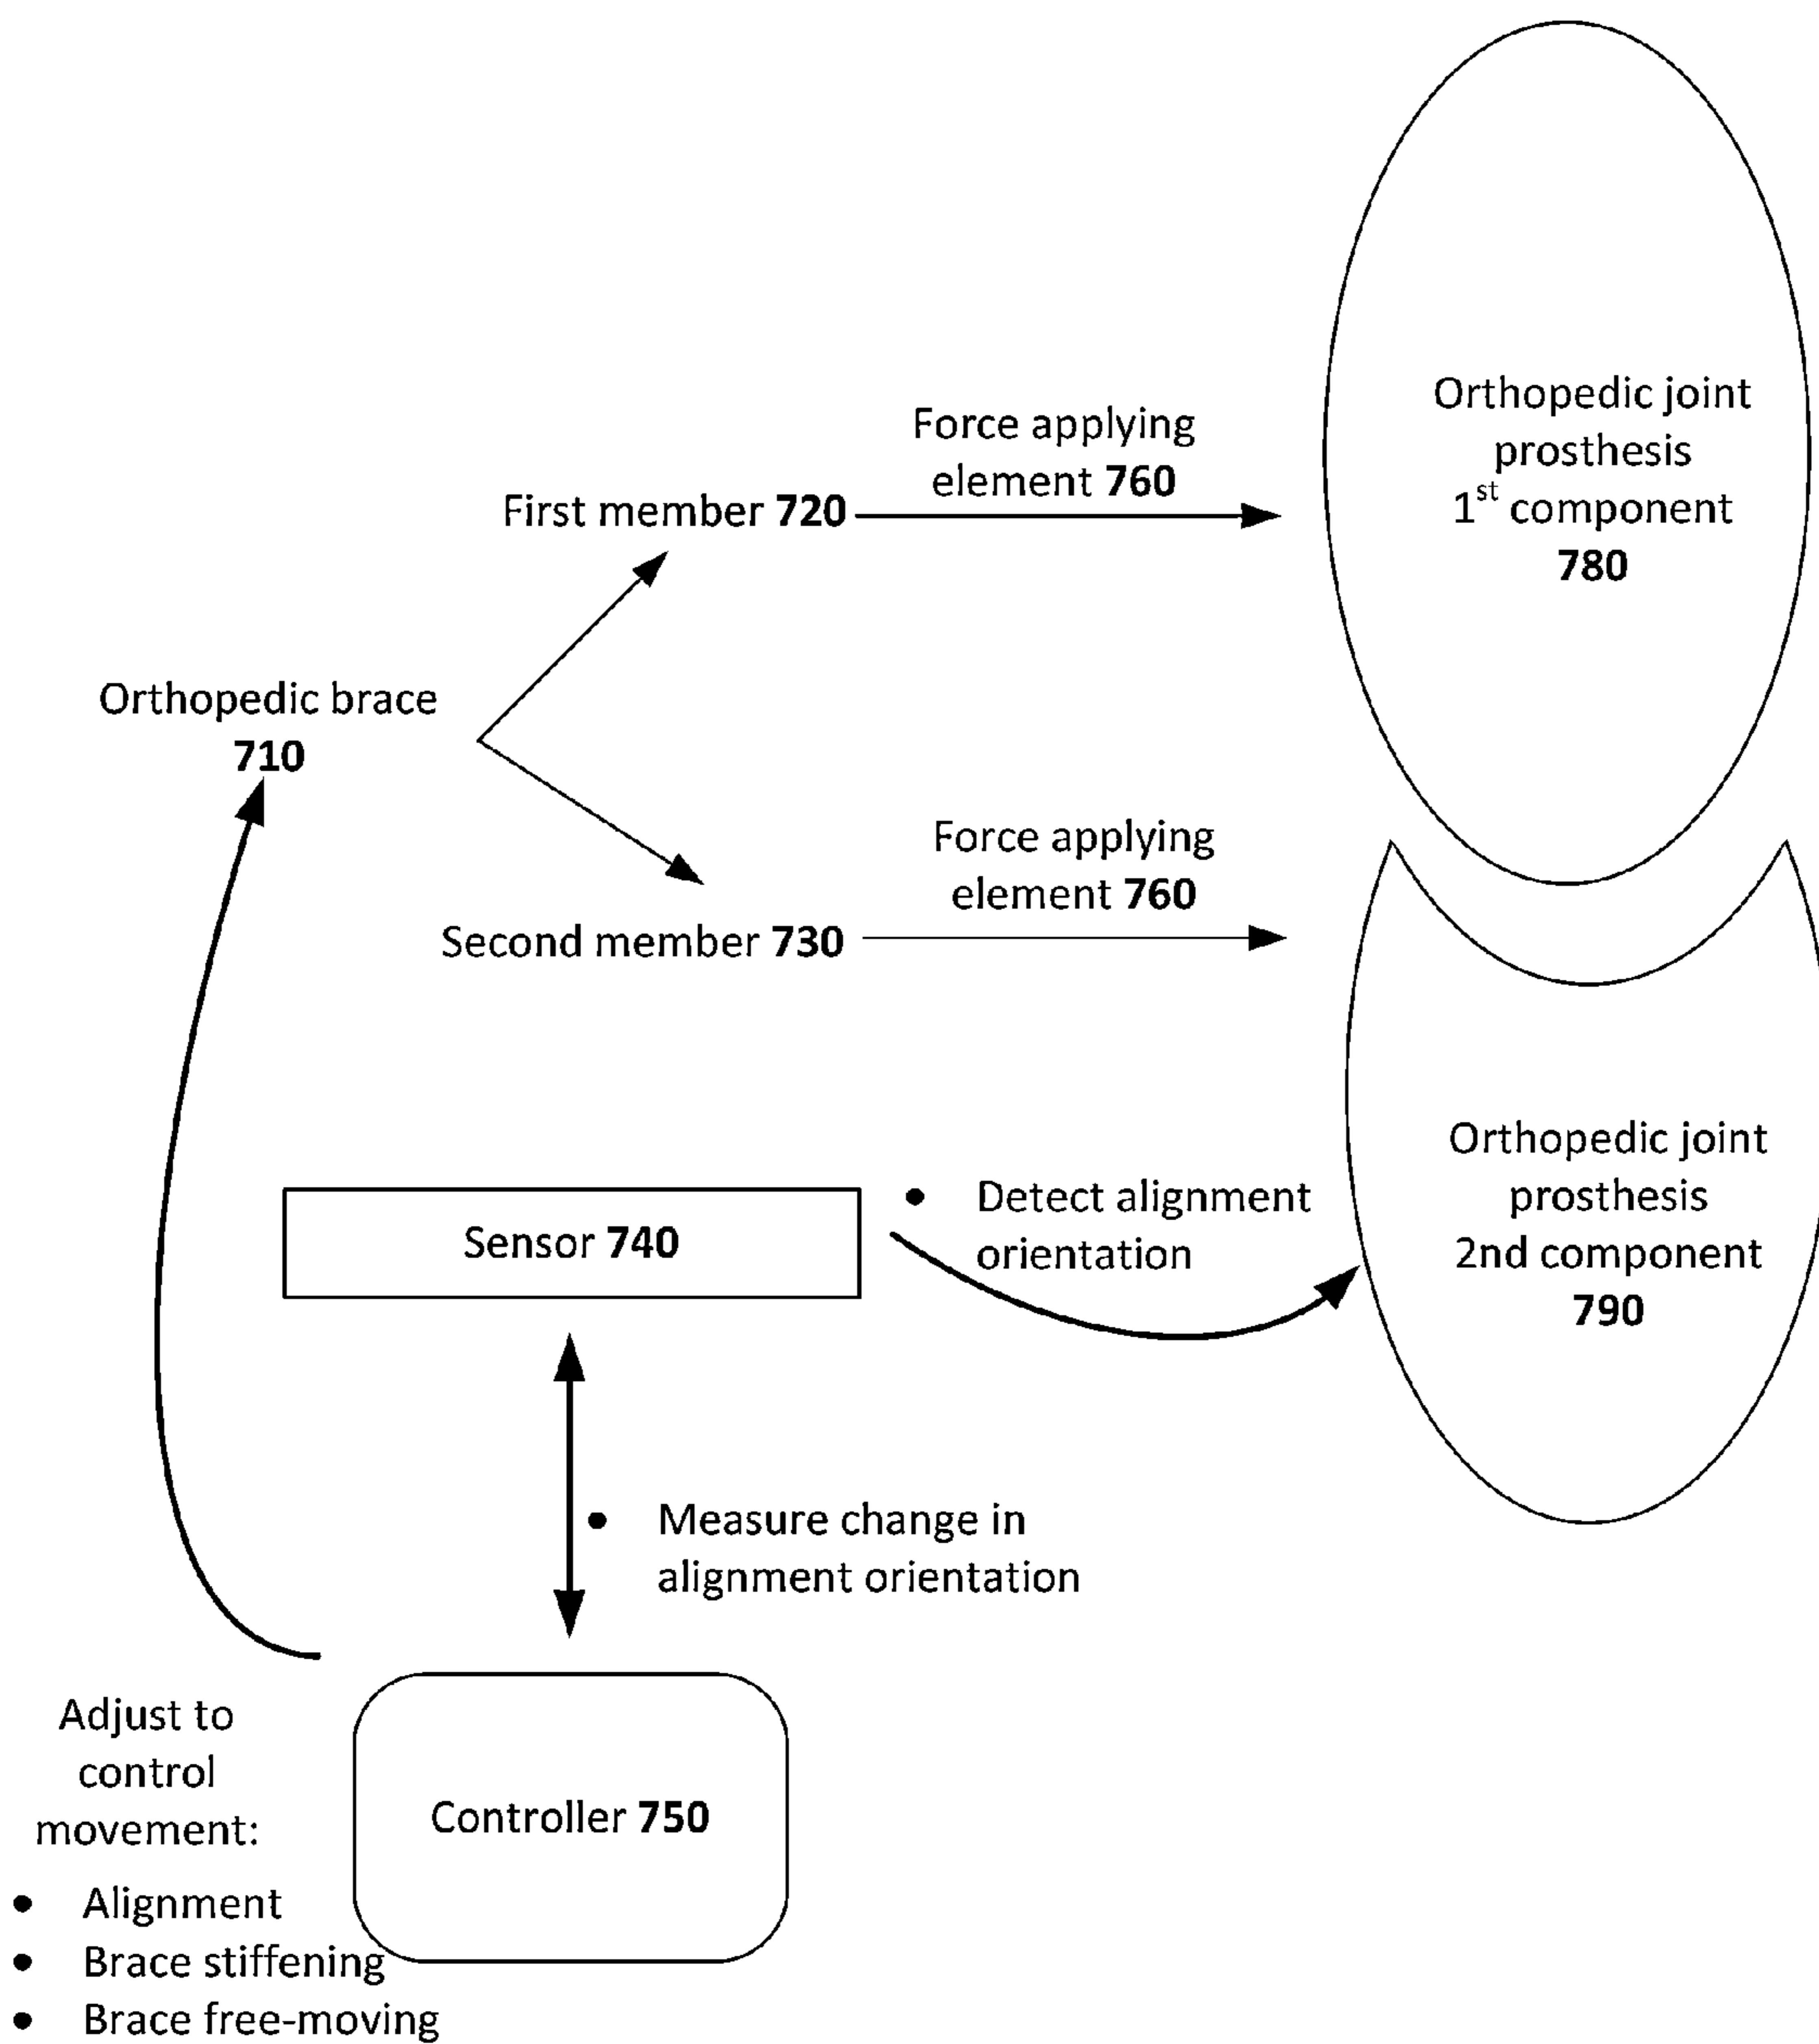 Orthopedic joint
prosthesis
1st component
780
Force applying
element 760
First member 720
Orthopedic brace
710
Force applying
element 760
Second member 730
Orthopedic joint
prosthesis
2nd component
790
• Detect alignment
orientation
Sensor 740
• Measure change in
alignment orientation
Adjust to
control
movement:
• Alignment
• Brace stiffening
• Brace free-moving
Controller 750